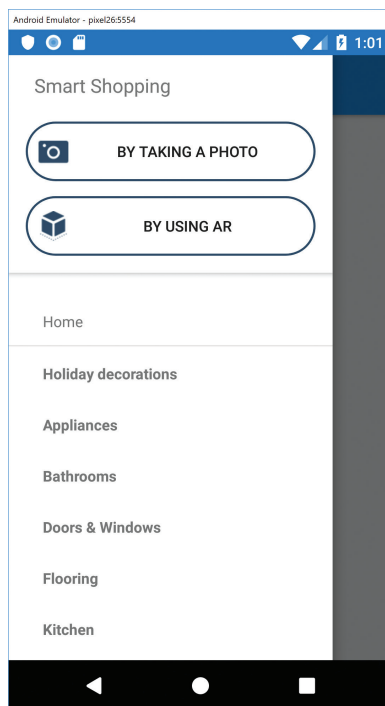 Android Emulator - pixel26:5554
1:01
Smart Shopping
BY TAKING A PHOTO
BY USING AR
Home
Holiday decorations
Appliances
Bathrooms
Doors & Windows
Flooring
Kitchen